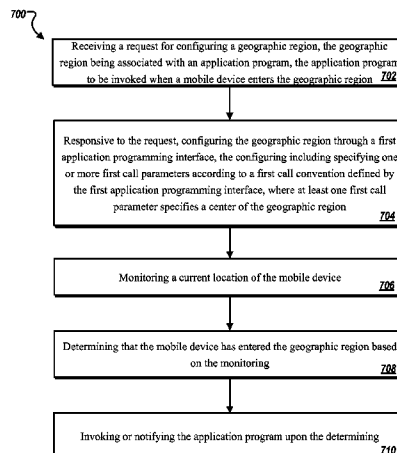 700
Receiving a request for configuring a geographic region, the geographic
region being associated with an application program, the application program
to be invoked when a mobile device enters the geographic region 702
Responsive to the request, configuring the geographic region through a first
application programming interface, the configuring including specifying one
or more first call parameters according to a first call convention defined by
the first application programming interface, where at least one first call
parameter specifies a center of the geographic region
704
Monitoring a current location of the mobile device
706
Determining that the mobile device has entered the geographic region based
on the monitoring
708
Invoking or notifying the application program upon the determining
710